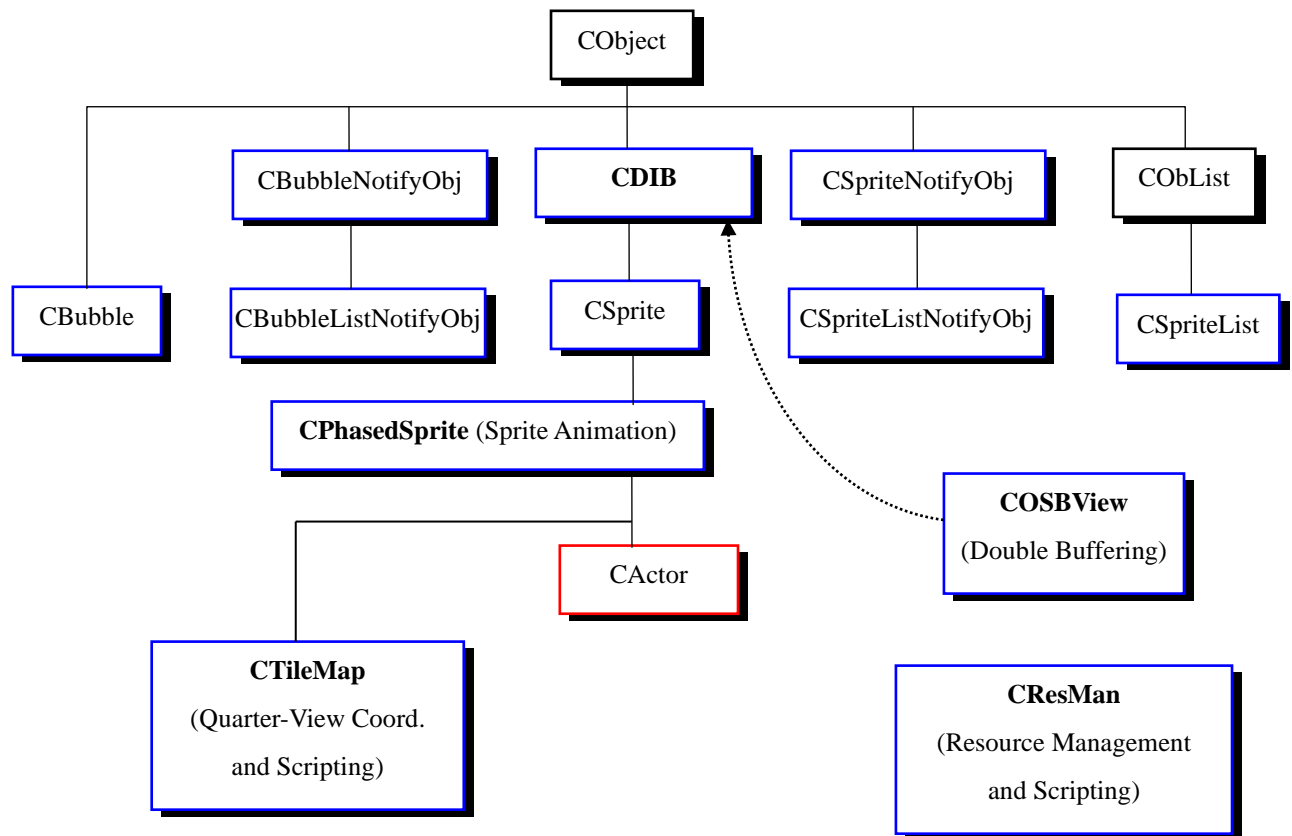 CObject
CBubbleNotifyObj
CDIB
CSpriteNotifyObj
CObList
CBubble
CBubbleListNotifyObj
CSprite
CSpriteListNotifyObj
CSpriteList
CPhasedSprite (Sprite Animation)
COSBView
(Double Buffering)
CActor
CTileMap
(Quarter-View Coord.
and Scripting)
CResMan
(Resource Management
and Scripting)